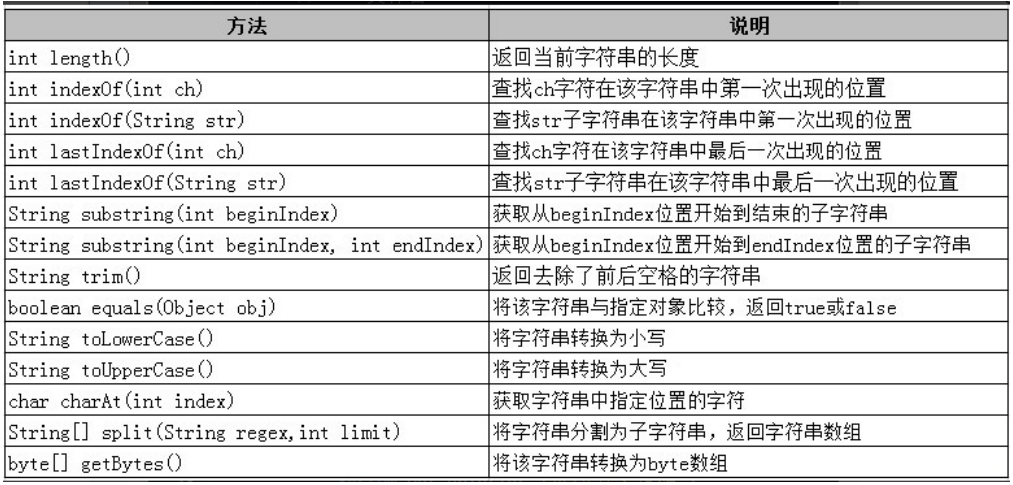 方法 说明
int length() 返回当前字符串的长度
int indexOf(int ch) 查找ch字符在该字符串中第一次出现的位置
int indexOf(String str) 查找str子字符串在该字符串中第一次出现的位置
int lastIndexOf(int ch) 查找ch字符在该字符串中最后一次出现的位置
int lastIndexOf(String str) 查找str子字符串在该字符串中最后一次出现的位置
String substring(int beginIndex) 获取从beginIndex位置开始到结束的子字符串
String substring(int beginIndex, int endIndex) 获取从beginIndex位置开始到endIndex位置的子字符串
String trim() 返回去除了前后空格的字符串
boolean equals(Object obj) 将该字符串与指定对象比较，返回true或false
String toLowerCase() 将字符串转换为小写
String toUpperCase() 将字符串转换为大写
char charAt(int index) 获取字符串中指定位置的字符
String[] split(String regex,int limit) 将字符串分割为子字符串，返回字符串数组
byte[] getBytes() 将该字符串转换为byte数组